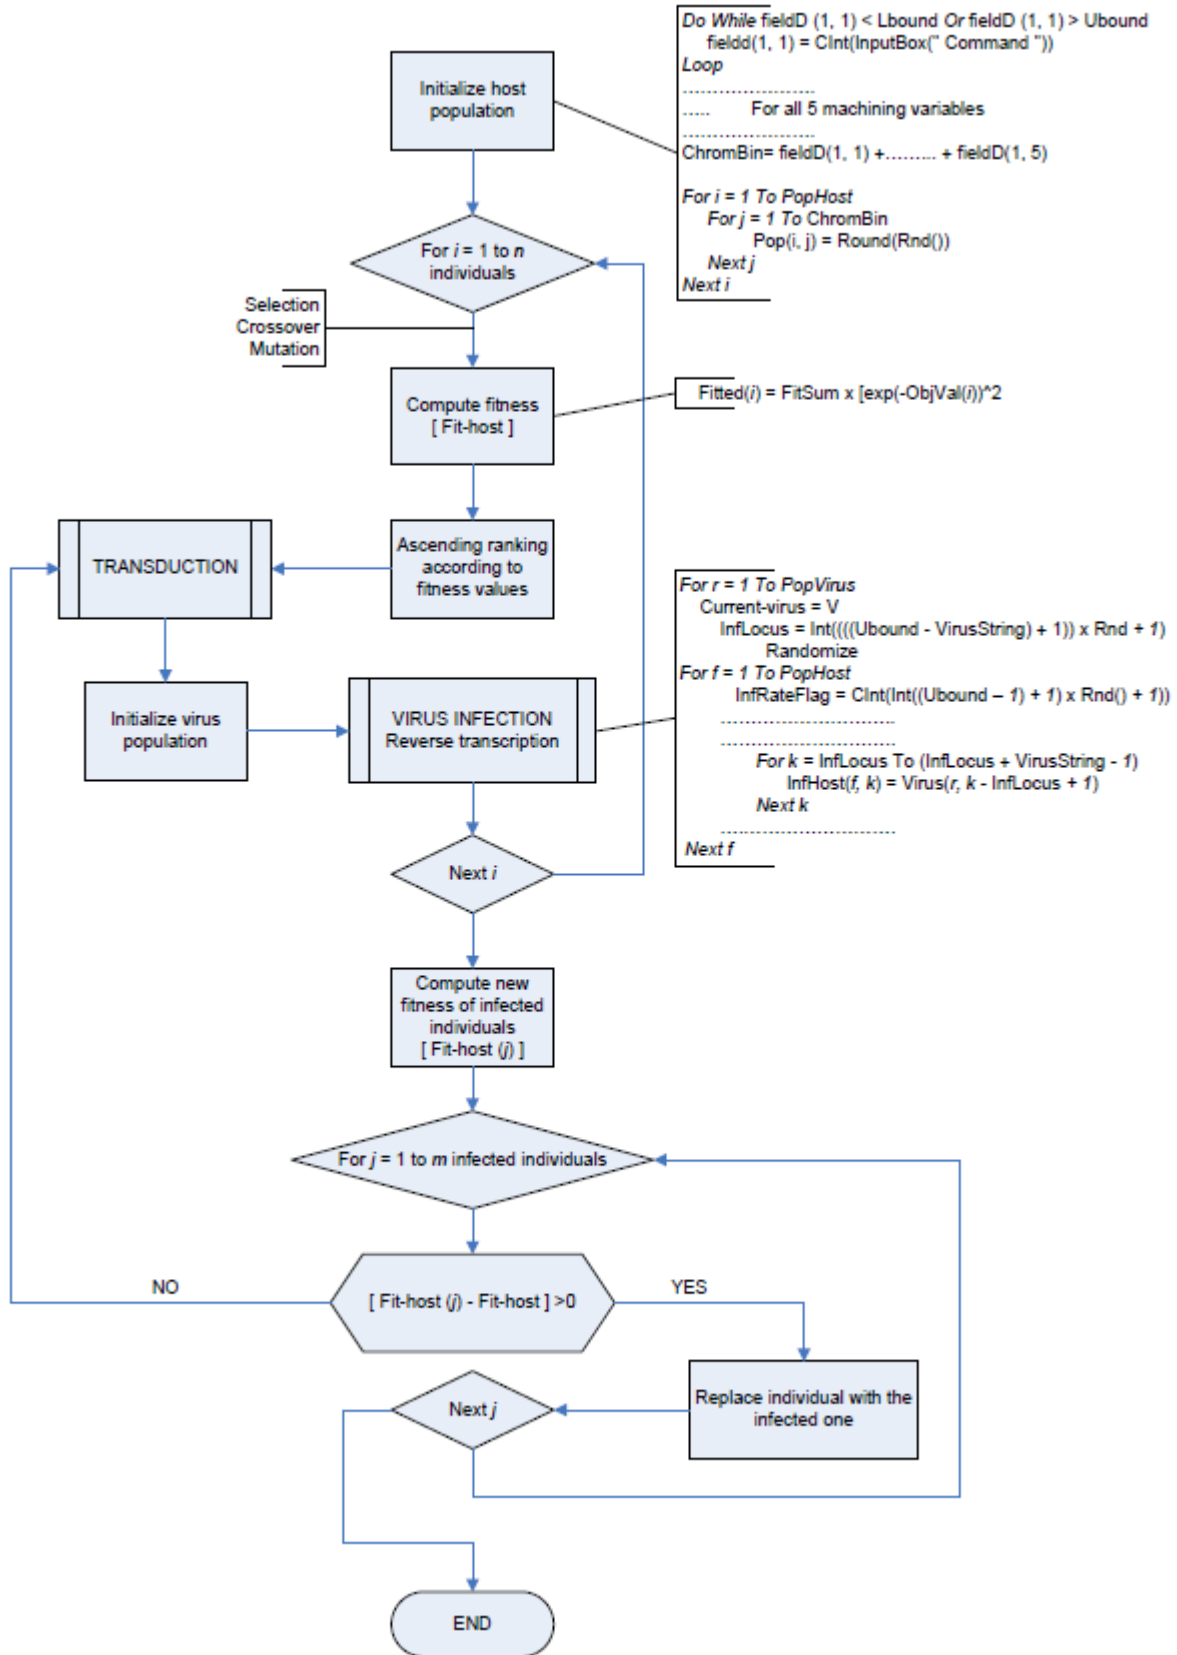 Do While fieldD (1, 1) < Lbound Or fieldD (1, 1) > Ubound
fieldd(1, 1) = CInt(InputBox(" Command "))
Loop
........................
..... For all 5 machining variables
........................
ChromBin= fieldD(1, 1) +......... + fieldD(1, 5)
For i = 1 To PopHost
For j = 1 To ChromBin
Pop(i, j) = Round(Rnd())
Next j
Next i
Initialize host
population
For i = 1 to n
individuals
Selection
Crossover
Mutation
Compute fitness
[ Fit-host ]
Fitted(i) = FitSum x [exp(-ObjVal(i))^2
TRANSDUCTION
Ascending ranking
according to
fitness values
For r = 1 To PopVirus
Current-virus = V
InfLocus = Int((((Ubound - VirusString) + 1)) x Rnd + 1)
Randomize
For f = 1 To PopHost
InfRateFlag = CInt(Int((Ubound – 1) + 1) x Rnd() + 1))
................................
................................
For k = InfLocus To (InfLocus + VirusString - 1)
InfHost(f, k) = Virus(r, k - InfLocus + 1)
Next k
................................
Next f
Initialize virus
population
VIRUS INFECTION
Reverse transcription
Next i
Compute new
fitness of infected
individuals
[ Fit-host (j) ]
For j = 1 to m infected individuals
NO
[ Fit-host (j) - Fit-host ] >0
YES
Replace individual with the
infected one
Next j
END